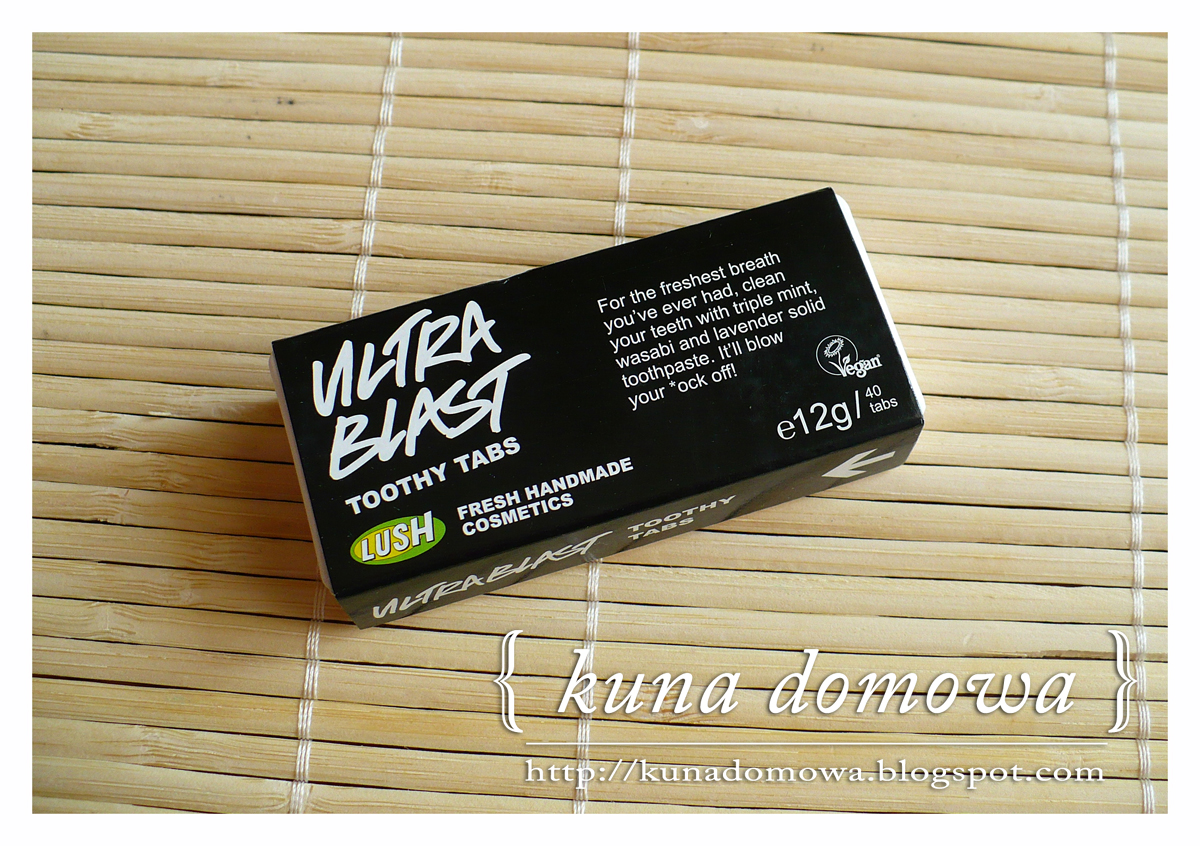 ULTRA
BLAST
TOOTHY TABS
LUSH
FRESH HANDMADE
COSMETICS
For the freshest breath
you've ever had, clean
your teeth with triple mint,
wasabi and lavender solid
toothpaste. It'll blow
your *ock off!
Vegan
e12g/ 40
tabs
ULTRA BLAST
TOOTHY
TABS
{ kuna domowa }
http://kunadomowa.blogspot.com